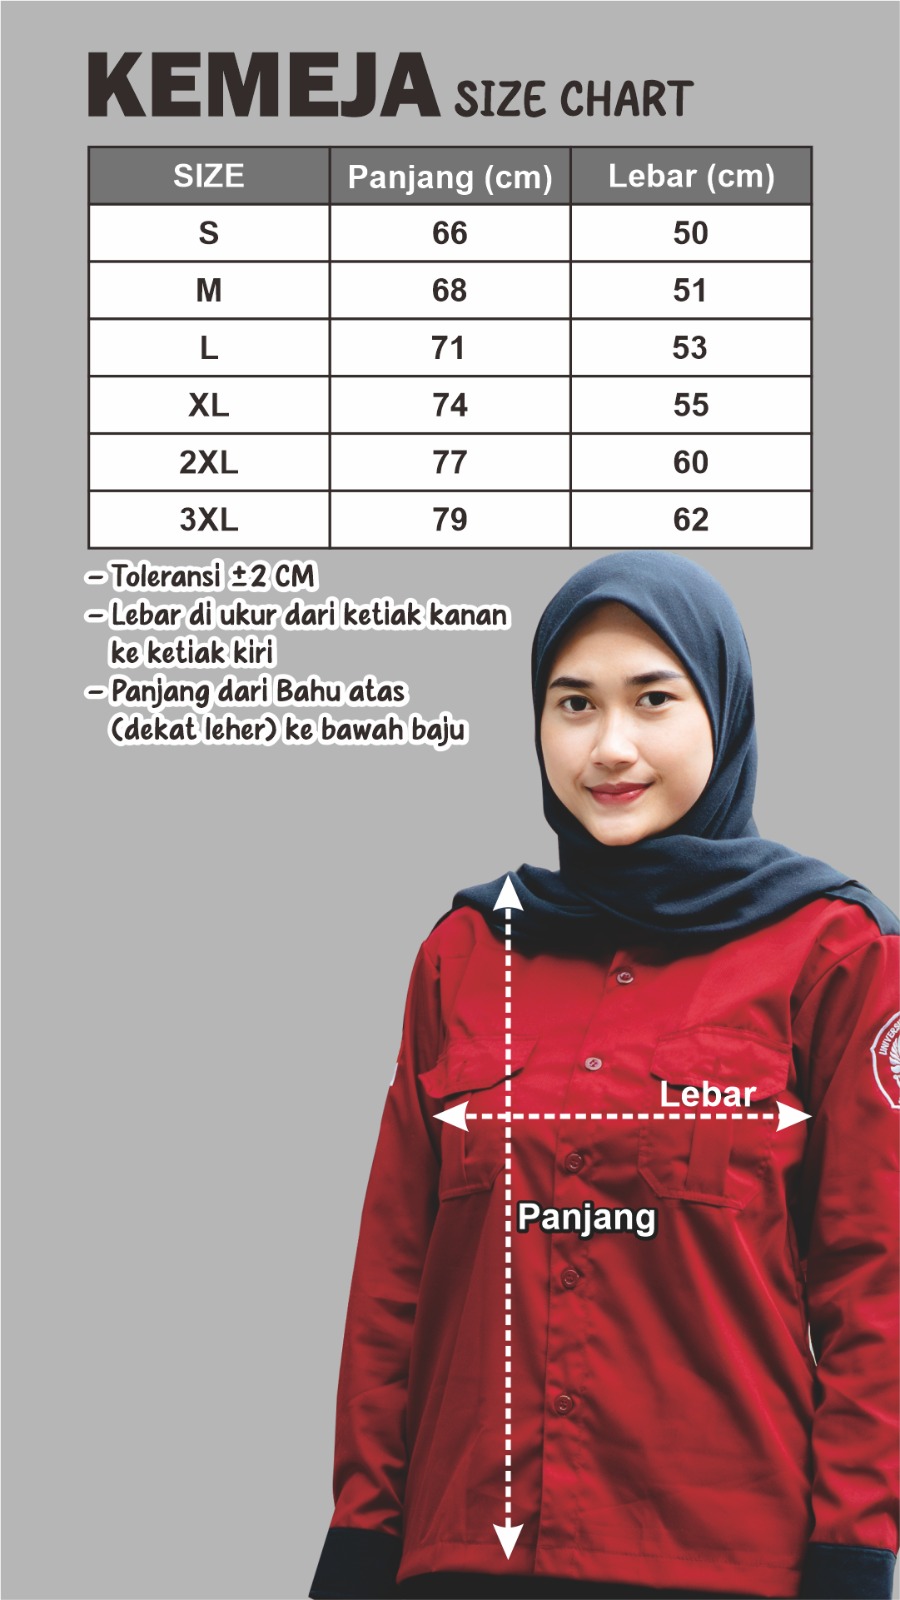 KEMEJA SIZE CHART
SIZE Panjang (cm) Lebar (cm)
S 66 50
M 68 51
L 71 53
XL 74 55
2XL 77 60
3XL 79 62
- Toleransi ±2 CM
- Lebar di ukur dari ketiak kanan
ke ketiak kiri
- Panjang dari Bahu atas
(dekat leher) ke bawah baju
Lebar
Panjang